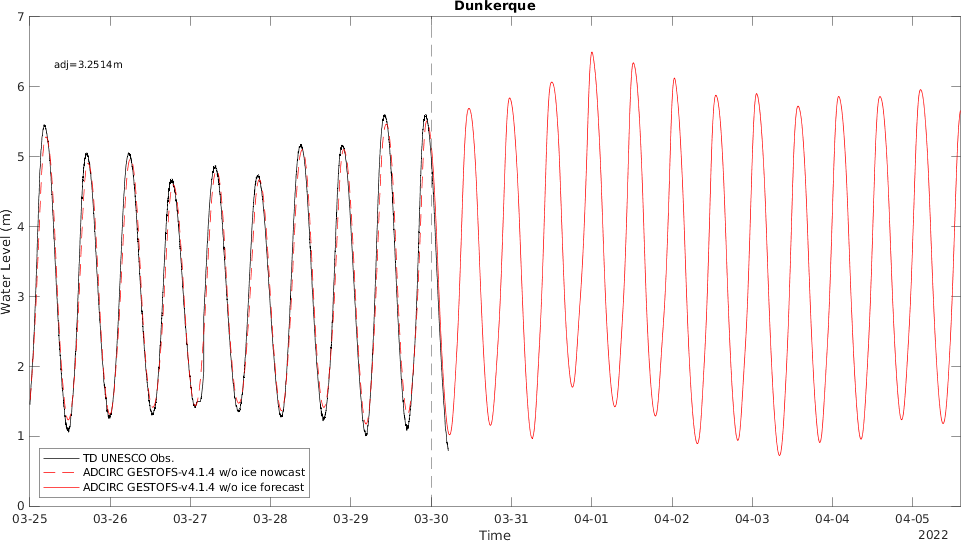 Dunkerque
7
adj=3.2514m
6
5
4
3
2
1
0
Water Level (m)
TD UNESCO Obs.
ADCIRC GESTOFS-v4.1.4 w/o ice nowcast
ADCIRC GESTOFS-v4.1.4 w/o ice forecast
03-25 03-26 03-27 03-28 03-29 03-30 03-31 04-01 04-02 04-03 04-04 04-05
Time
2022